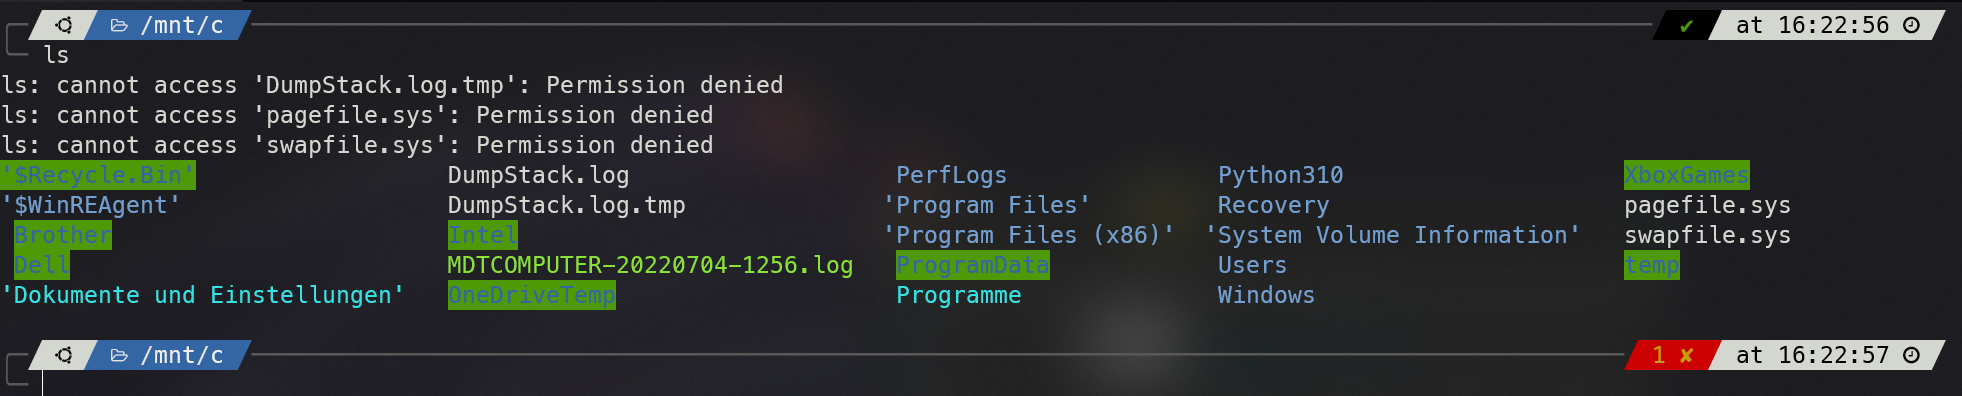 /mnt/c ✔ at 16:22:56
ls
ls: cannot access 'DumpStack.log.tmp': Permission denied
ls: cannot access 'pagefile.sys': Permission denied
ls: cannot access 'swapfile.sys': Permission denied
'$Recycle.Bin' DumpStack.log PerfLogs Python310 XboxGames
'$WinREAgent' DumpStack.log.tmp 'Program Files' Recovery pagefile.sys
Brother Intel 'Program Files (x86)' 'System Volume Information' swapfile.sys
Dell MDTCOMPUTER-20220704-1256.log ProgramData Users temp
'Dokumente und Einstellungen' OneDriveTemp Programme Windows
/mnt/c 1 ✘ at 16:22:57